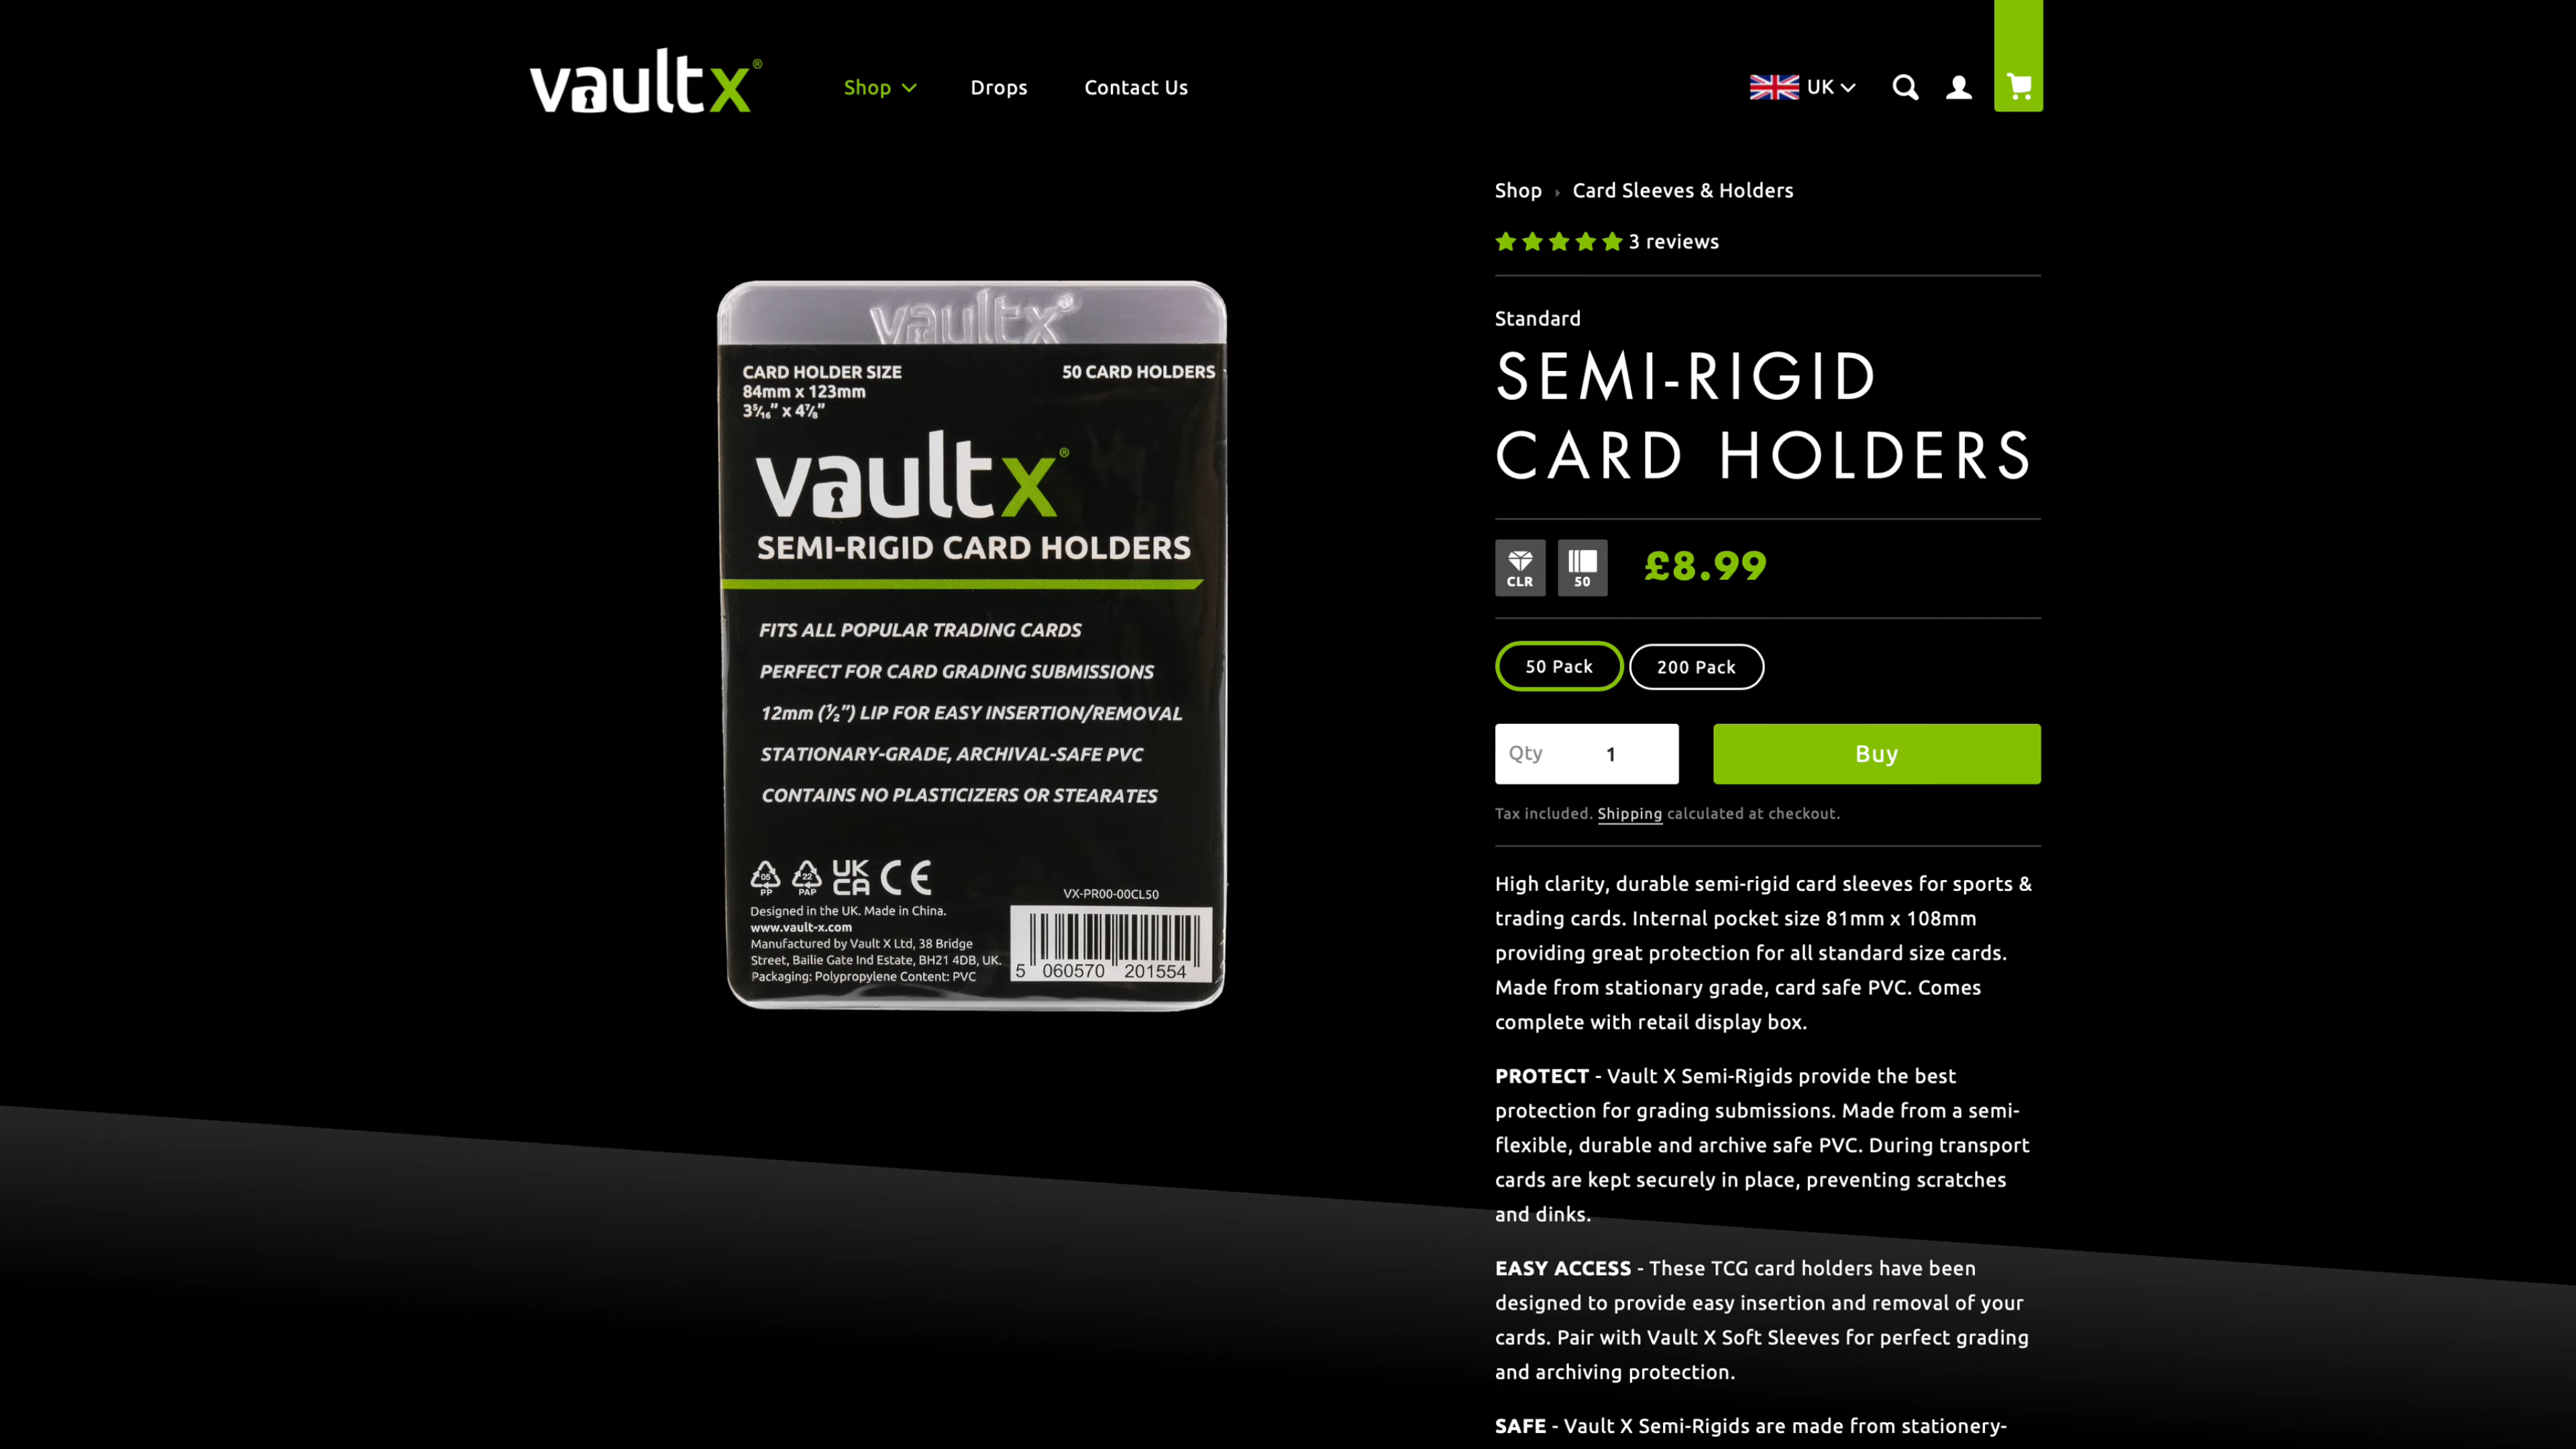 vaultx®
Shop
Drops
Contact Us
UK
Shop › Card Sleeves & Holders
3 reviews
vaultx®
CARD HOLDER SIZE
84mm x 123mm
3 5/16" x 4 7/8"
50 CARD HOLDERS
vaultx®
SEMI-RIGID CARD HOLDERS
FITS ALL POPULAR TRADING CARDS
PERFECT FOR CARD GRADING SUBMISSIONS
12mm (½") LIP FOR EASY INSERTION/REMOVAL
STATIONARY-GRADE, ARCHIVAL-SAFE PVC
CONTAINS NO PLASTICIZERS OR STEARATES
05
PP
22
PAP
UK
CA
CE
Designed in the UK. Made in China.
www.vault-x.com
Manufactured by Vault X Ltd, 38 Bridge
Street, Bailie Gate Ind Estate, BH21 4DB, UK.
Packaging: Polypropylene Content: PVC
VX-PR00-00CL50
5 060570 201554
Standard
SEMI-RIGID
CARD HOLDERS
CLR
50
£8.99
50 Pack
200 Pack
Qty 1
Buy
Tax included. Shipping calculated at checkout.
High clarity, durable semi-rigid card sleeves for sports &
trading cards. Internal pocket size 81mm x 108mm
providing great protection for all standard size cards.
Made from stationary grade, card safe PVC. Comes
complete with retail display box.
PROTECT - Vault X Semi-Rigids provide the best
protection for grading submissions. Made from a semi-
flexible, durable and archive safe PVC. During transport
cards are kept securely in place, preventing scratches
and dinks.
EASY ACCESS - These TCG card holders have been
designed to provide easy insertion and removal of your
cards. Pair with Vault X Soft Sleeves for perfect grading
and archiving protection.
SAFE - Vault X Semi-Rigids are made from stationery-